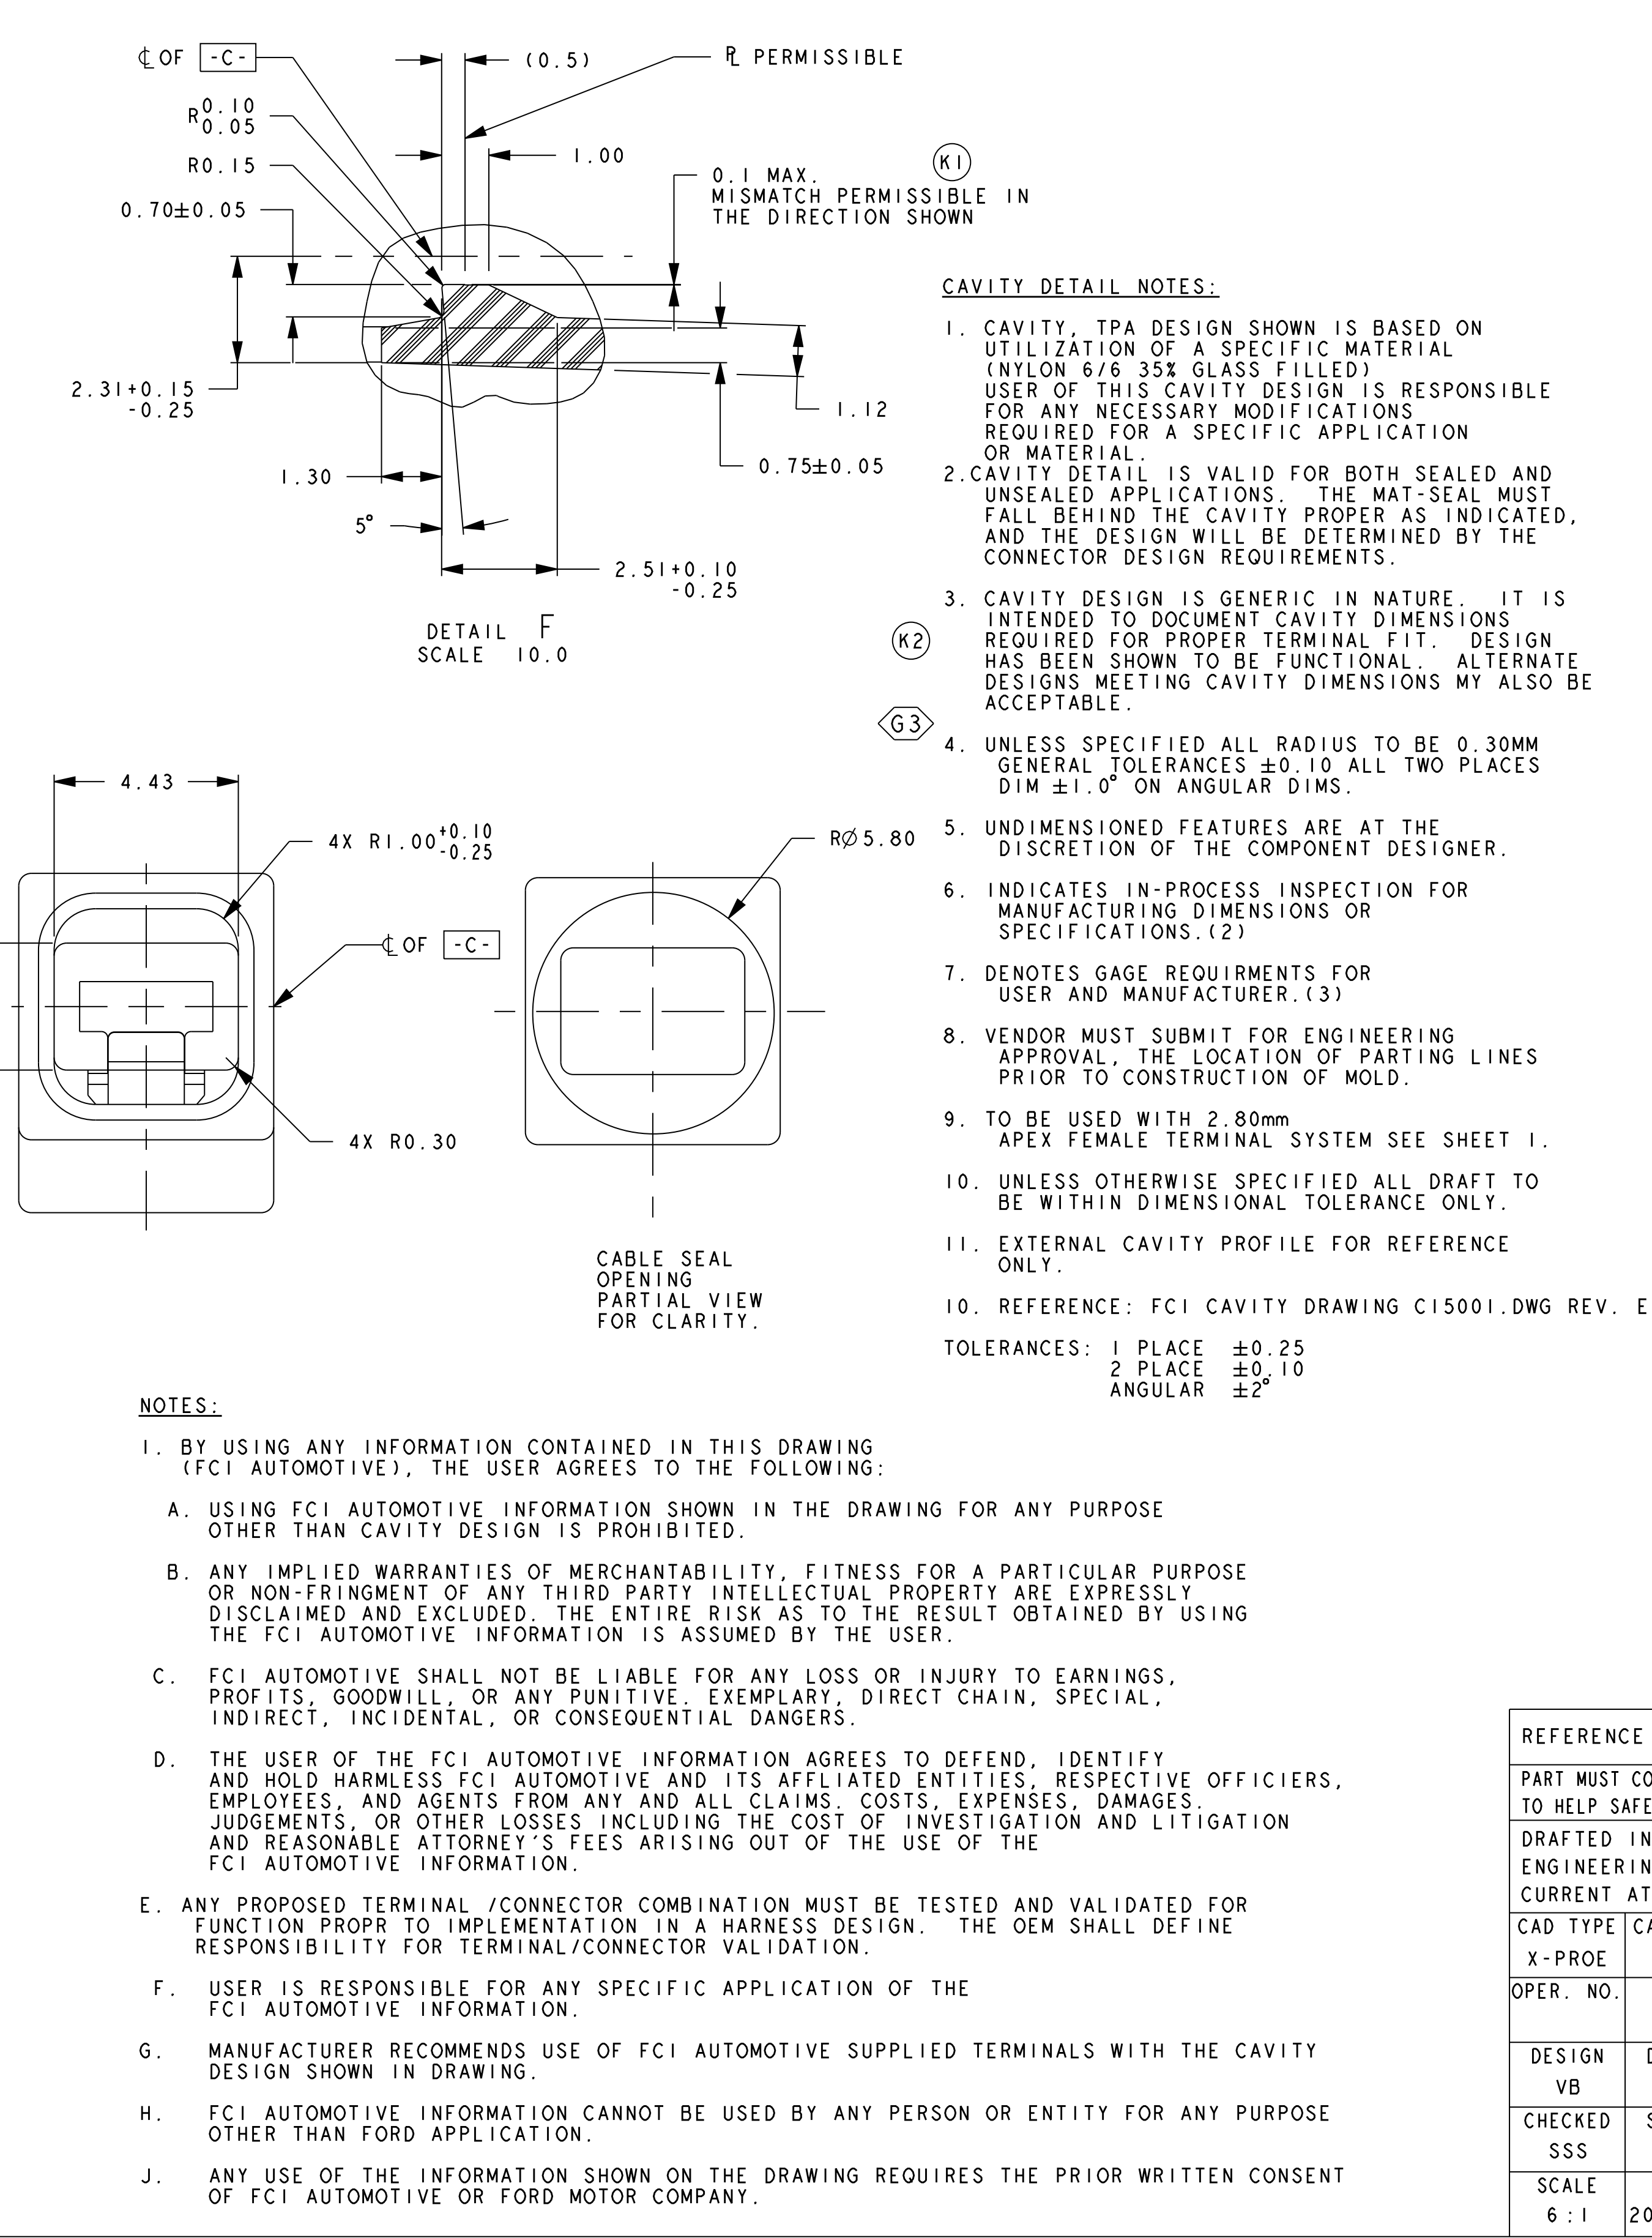 ℄ OF -C-
(0.5)
PL PERMISSIBLE
R 0.10
0.05
R0.15
1.00
0.70±0.05
0.1 MAX.
MISMATCH PERMISSIBLE IN
THE DIRECTION SHOWN
K1
2.31+0.15
-0.25
1.12
0.75±0.05
1.30
5°
2.51+0.10
-0.25
DETAIL F
SCALE 10.0
CAVITY DETAIL NOTES:
1. CAVITY, TPA DESIGN SHOWN IS BASED ON
UTILIZATION OF A SPECIFIC MATERIAL
(NYLON 6/6 35% GLASS FILLED)
USER OF THIS CAVITY DESIGN IS RESPONSIBLE
FOR ANY NECESSARY MODIFICATIONS
REQUIRED FOR A SPECIFIC APPLICATION
OR MATERIAL.
2.CAVITY DETAIL IS VALID FOR BOTH SEALED AND
UNSEALED APPLICATIONS. THE MAT-SEAL MUST
FALL BEHIND THE CAVITY PROPER AS INDICATED,
AND THE DESIGN WILL BE DETERMINED BY THE
CONNECTOR DESIGN REQUIREMENTS.
3. CAVITY DESIGN IS GENERIC IN NATURE. IT IS
INTENDED TO DOCUMENT CAVITY DIMENSIONS
K2 REQUIRED FOR PROPER TERMINAL FIT. DESIGN
HAS BEEN SHOWN TO BE FUNCTIONAL. ALTERNATE
DESIGNS MEETING CAVITY DIMENSIONS MY ALSO BE
ACCEPTABLE.
G3
4. UNLESS SPECIFIED ALL RADIUS TO BE 0.30MM
GENERAL TOLERANCES ±0.10 ALL TWO PLACES
DIM ±1.0° ON ANGULAR DIMS.
5. UNDIMENSIONED FEATURES ARE AT THE
DISCRETION OF THE COMPONENT DESIGNER.
6. INDICATES IN-PROCESS INSPECTION FOR
MANUFACTURING DIMENSIONS OR
SPECIFICATIONS.(2)
7. DENOTES GAGE REQUIRMENTS FOR
USER AND MANUFACTURER.(3)
8. VENDOR MUST SUBMIT FOR ENGINEERING
APPROVAL, THE LOCATION OF PARTING LINES
PRIOR TO CONSTRUCTION OF MOLD.
9. TO BE USED WITH 2.80mm
APEX FEMALE TERMINAL SYSTEM SEE SHEET 1.
10. UNLESS OTHERWISE SPECIFIED ALL DRAFT TO
BE WITHIN DIMENSIONAL TOLERANCE ONLY.
11. EXTERNAL CAVITY PROFILE FOR REFERENCE
ONLY.
10. REFERENCE: FCI CAVITY DRAWING C15001.DWG REV. E
TOLERANCES: 1 PLACE ±0.25
2 PLACE ±0.10
ANGULAR ±2°
4.43
4X R1.00 +0.10
-0.25
RØ5.80
℄ OF -C-
4X R0.30
CABLE SEAL
OPENING
PARTIAL VIEW
FOR CLARITY.
NOTES:
1. BY USING ANY INFORMATION CONTAINED IN THIS DRAWING
(FCI AUTOMOTIVE), THE USER AGREES TO THE FOLLOWING:
A. USING FCI AUTOMOTIVE INFORMATION SHOWN IN THE DRAWING FOR ANY PURPOSE
OTHER THAN CAVITY DESIGN IS PROHIBITED.
B. ANY IMPLIED WARRANTIES OF MERCHANTABILITY, FITNESS FOR A PARTICULAR PURPOSE
OR NON-FRINGMENT OF ANY THIRD PARTY INTELLECTUAL PROPERTY ARE EXPRESSLY
DISCLAIMED AND EXCLUDED. THE ENTIRE RISK AS TO THE RESULT OBTAINED BY USING
THE FCI AUTOMOTIVE INFORMATION IS ASSUMED BY THE USER.
C. FCI AUTOMOTIVE SHALL NOT BE LIABLE FOR ANY LOSS OR INJURY TO EARNINGS,
PROFITS, GOODWILL, OR ANY PUNITIVE. EXEMPLARY, DIRECT CHAIN, SPECIAL,
INDIRECT, INCIDENTAL, OR CONSEQUENTIAL DANGERS.
D. THE USER OF THE FCI AUTOMOTIVE INFORMATION AGREES TO DEFEND, IDENTIFY
AND HOLD HARMLESS FCI AUTOMOTIVE AND ITS AFFLIATED ENTITIES, RESPECTIVE OFFICIERS,
EMPLOYEES, AND AGENTS FROM ANY AND ALL CLAIMS. COSTS, EXPENSES, DAMAGES.
JUDGEMENTS, OR OTHER LOSSES INCLUDING THE COST OF INVESTIGATION AND LITIGATION
AND REASONABLE ATTORNEY'S FEES ARISING OUT OF THE USE OF THE
FCI AUTOMOTIVE INFORMATION.
E. ANY PROPOSED TERMINAL /CONNECTOR COMBINATION MUST BE TESTED AND VALIDATED FOR
FUNCTION PROPR TO IMPLEMENTATION IN A HARNESS DESIGN. THE OEM SHALL DEFINE
RESPONSIBILITY FOR TERMINAL/CONNECTOR VALIDATION.
F. USER IS RESPONSIBLE FOR ANY SPECIFIC APPLICATION OF THE
FCI AUTOMOTIVE INFORMATION.
G. MANUFACTURER RECOMMENDS USE OF FCI AUTOMOTIVE SUPPLIED TERMINALS WITH THE CAVITY
DESIGN SHOWN IN DRAWING.
H. FCI AUTOMOTIVE INFORMATION CANNOT BE USED BY ANY PERSON OR ENTITY FOR ANY PURPOSE
OTHER THAN FORD APPLICATION.
J. ANY USE OF THE INFORMATION SHOWN ON THE DRAWING REQUIRES THE PRIOR WRITTEN CONSENT
OF FCI AUTOMOTIVE OR FORD MOTOR COMPANY.
REFERENCE
PART MUST
TO HELP
DRAFTED IN
CURRENT AT
CAD TYPE
X-PROE
OPER. NO.
DESIGN
VB
CHECKED
SSS
SCALE
6:1